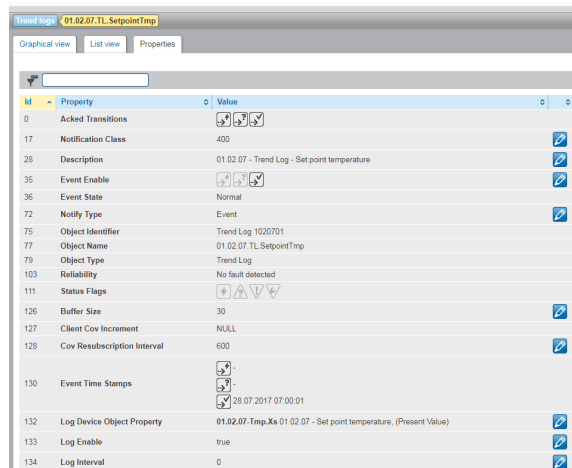 Trend logs 01.02.07.TL.SetpointTmp
Graphical view List view Properties
Id Property Value
0 Acked Transitions
17 Notification Class 400
28 Description 01.02.07 - Trend Log - Set point temperature
35 Event Enable
36 Event State Normal
72 Notify Type Event
75 Object Identifier Trend Log 1020701
77 Object Name 01.02.07.TL.SetpointTmp
79 Object Type Trend Log
103 Reliability No fault detected
111 Status Flags
126 Buffer Size 30
127 Client Cov Increment NULL
128 Cov Resubscription Interval 600
-
130 Event Time Stamps -
28.07.2017 07:00:01
132 Log Device Object Property 01.02.07-Tmp.Xs 01.02.07 - Set point temperature, (Present Value)
133 Log Enable true
134 Log Interval 0